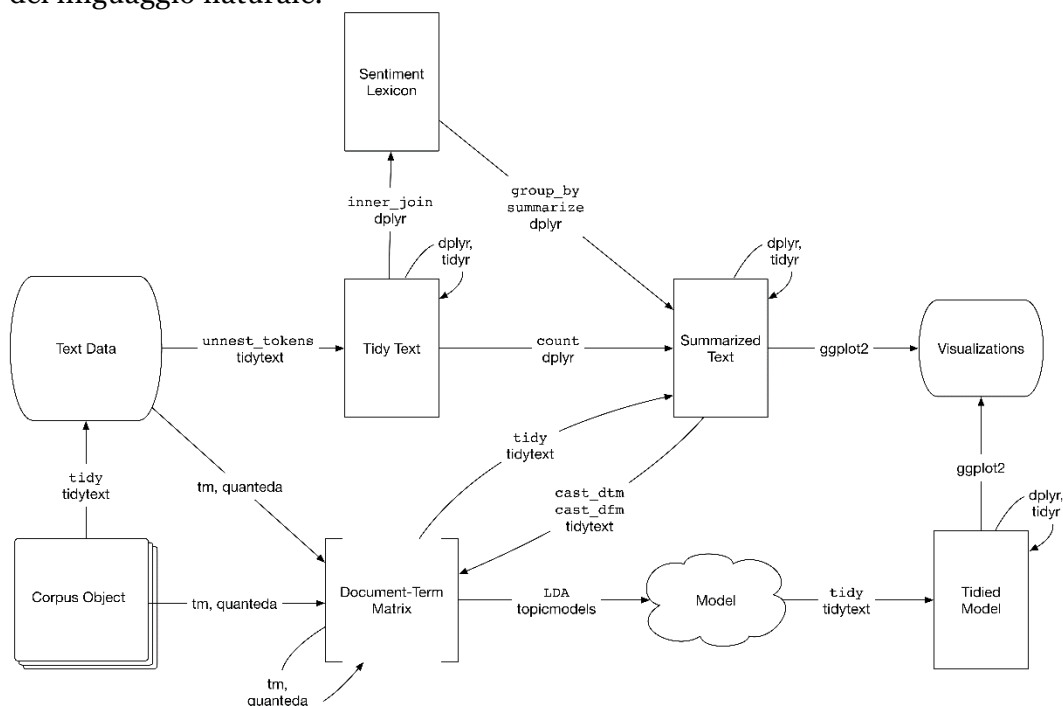 del linguaggio naturale.
Sentiment
Lexicon
inner_join
dplyr
group_by
summarize
dplyr
dplyr,
tidyr
dplyr,
tidyr
Text Data
unnest_tokens
tidytext
Tidy Text
count
dplyr
Summarized
Text
ggplot2
Visualizations
tidy
tidytext
tm, quanteda
tidy
tidytext
cast_dtm
cast_dfm
tidytext
ggplot2
dplyr,
tidyr
Corpus Object
tm, quanteda
Document-Term
Matrix
LDA
topicmodels
Model
tidy
tidytext
Tidied
Model
tm,
quanteda